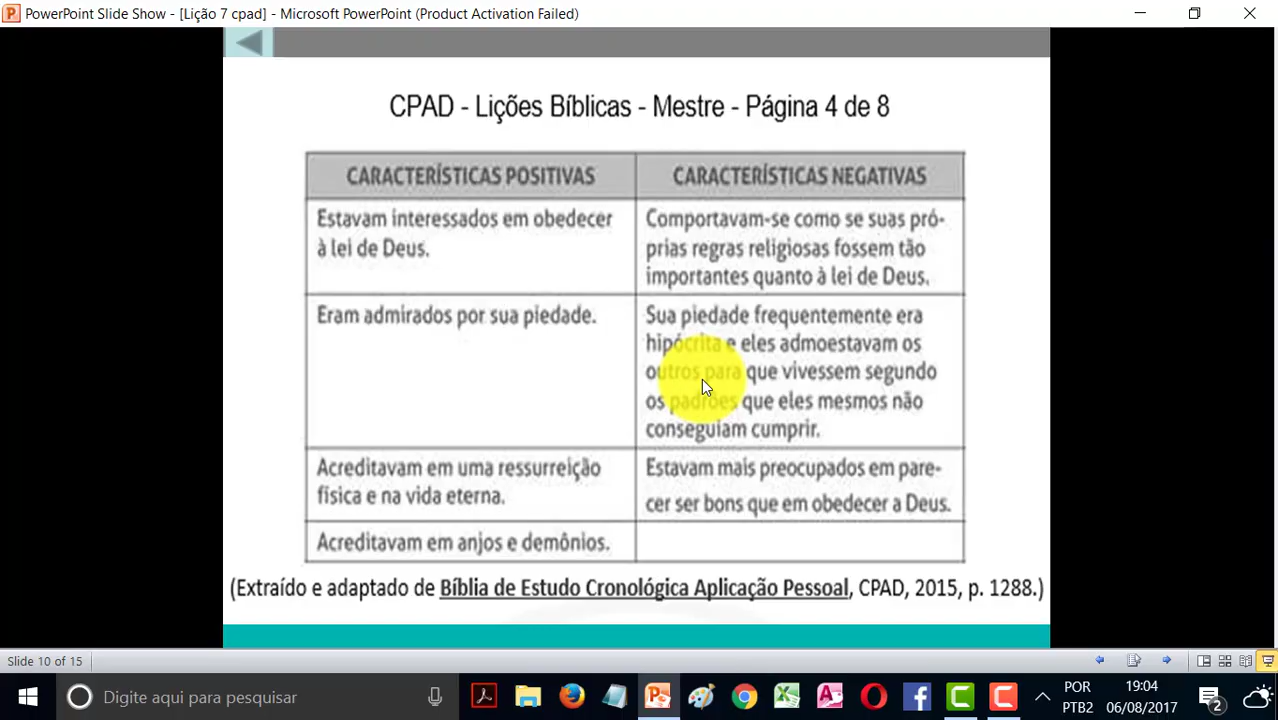 PowerPoint Slide Show - [Lição 7 cpad] - Microsoft PowerPoint (Product Activation Failed)
CPAD - Lições Bíblicas - Mestre - Página 4 de 8
CARACTERÍSTICAS POSITIVAS
CARACTERÍSTICAS NEGATIVAS
Estavam interessados em obedecer
à lei de Deus.
Comportavam-se como se suas pró-
prias regras religiosas fossem tão
importantes quanto à lei de Deus.
Eram admirados por sua piedade.
Sua piedade frequentemente era
hipócrita e eles admoestavam os
outros para que vivessem segundo
os padrões que eles mesmos não
conseguiam cumprir.
Acreditavam em uma ressurreição
física e na vida eterna.
Estavam mais preocupados em pare-
cer ser bons que em obedecer a Deus.
Acreditavam em anjos e demônios.
(Extraído e adaptado de Bíblia de Estudo Cronológica Aplicação Pessoal, CPAD, 2015, p. 1288.)
Slide 10 of 15
Digite aqui para pesquisar
POR
PTB2
19:04
06/08/2017
2